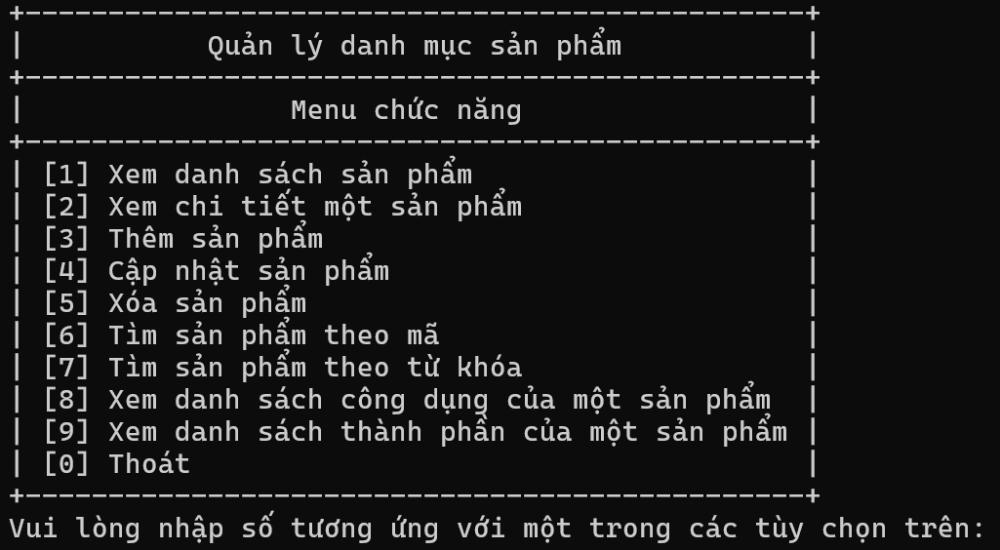 +-----------------------------------------------+
|           Quản lý danh mục sản phẩm           |
+-----------------------------------------------+
|                Menu chức năng                 |
+-----------------------------------------------+
| [1] Xem danh sách sản phẩm                    |
| [2] Xem chi tiết một sản phẩm                 |
| [3] Thêm sản phẩm                             |
| [4] Cập nhật sản phẩm                         |
| [5] Xóa sản phẩm                              |
| [6] Tìm sản phẩm theo mã                      |
| [7] Tìm sản phẩm theo từ khóa                 |
| [8] Xem danh sách công dụng của một sản phẩm  |
| [9] Xem danh sách thành phần của một sản phẩm |
| [0] Thoát                                     |
+-----------------------------------------------+
Vui lòng nhập số tương ứng với một trong các tùy chọn trên: